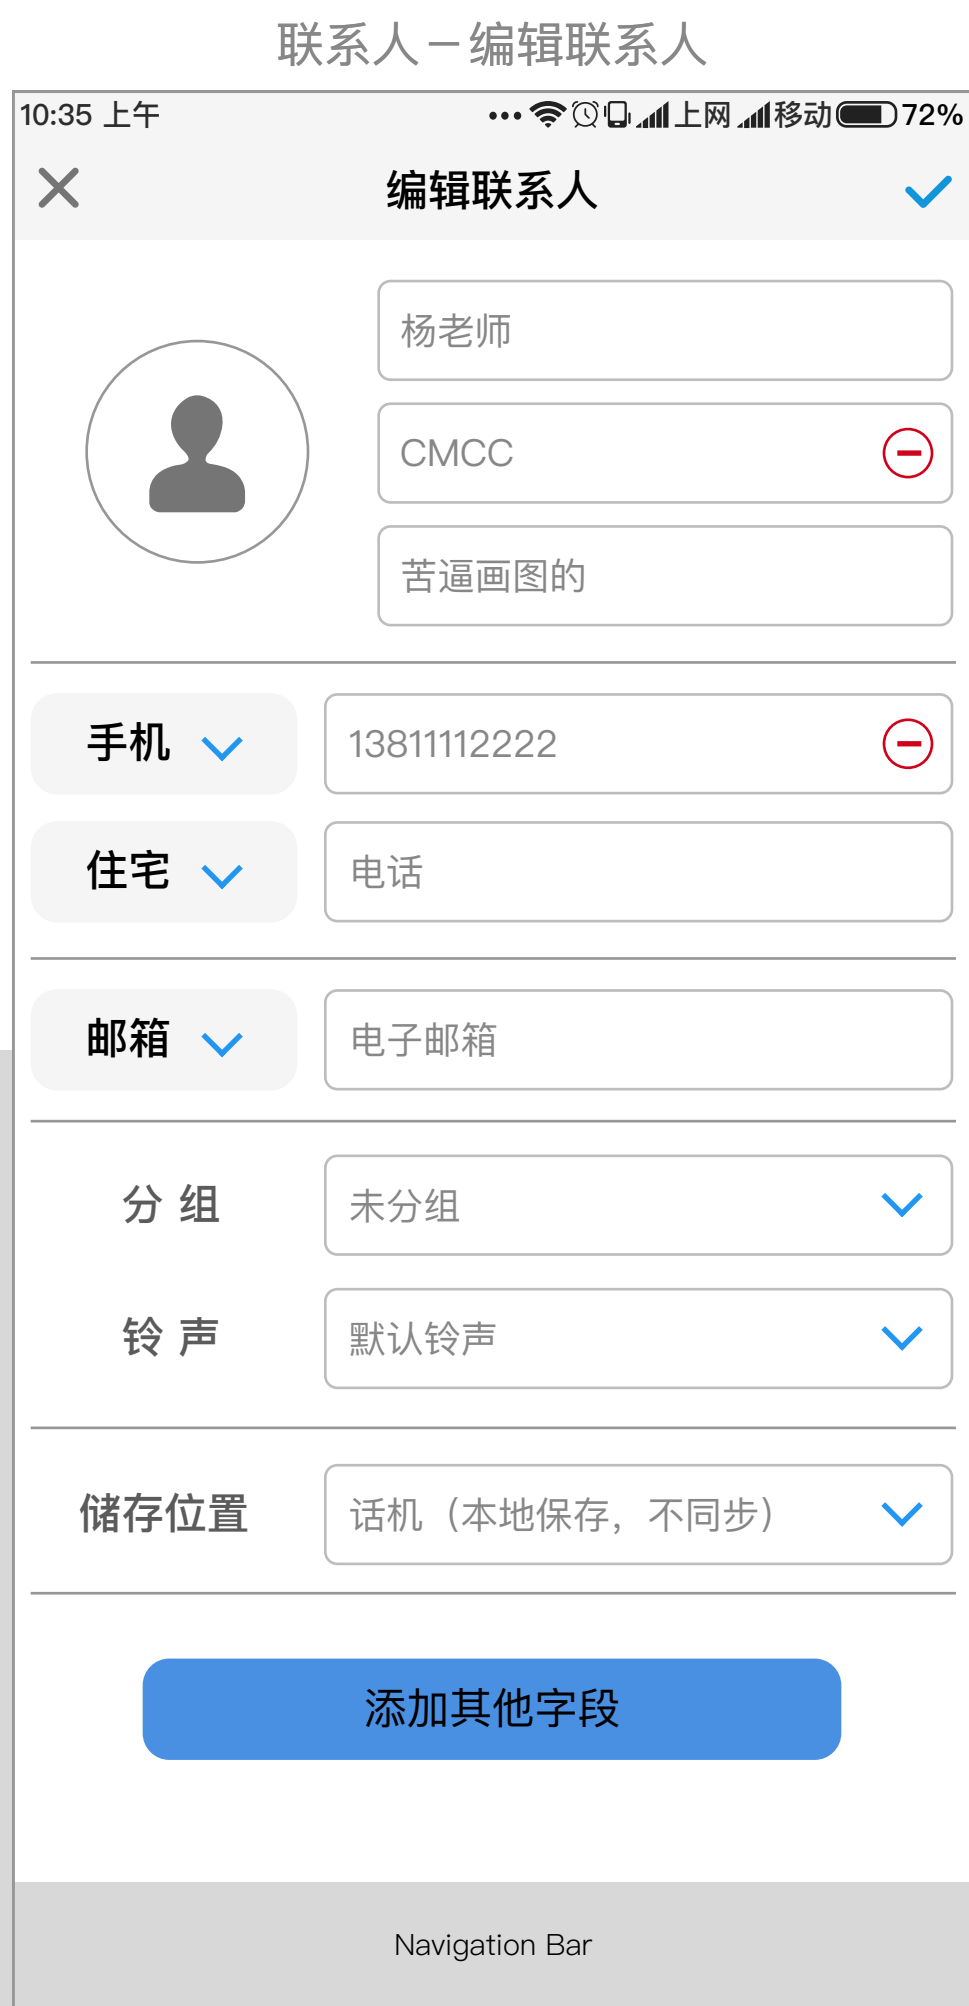 联系人－编辑联系人
10:35 上午 上网 移动 72%
编辑联系人
杨老师
CMCC
苦逼画图的
手机 13811112222
住宅 电话
邮箱 电子邮箱
分 组 未分组
铃 声 默认铃声
储存位置 话机（本地保存，不同步）
添加其他字段
Navigation Bar